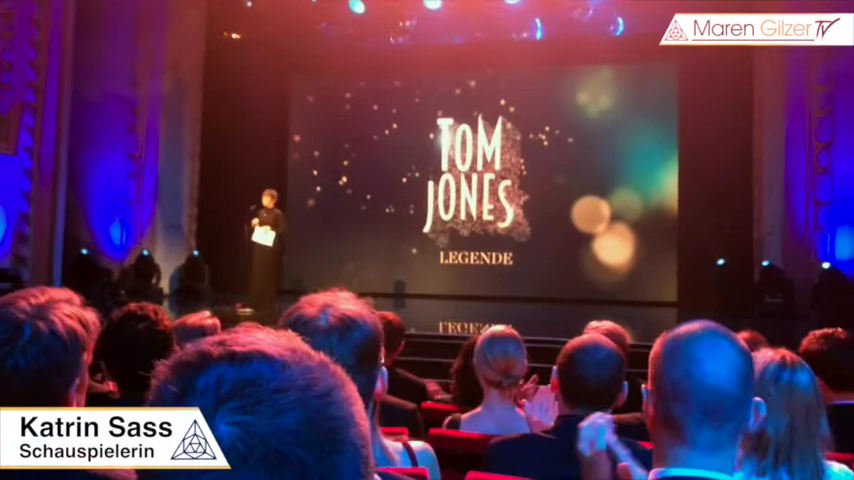 Maren Gilzer TV
TOM
JONES
LEGENDE
Katrin Sass
Schauspielerin